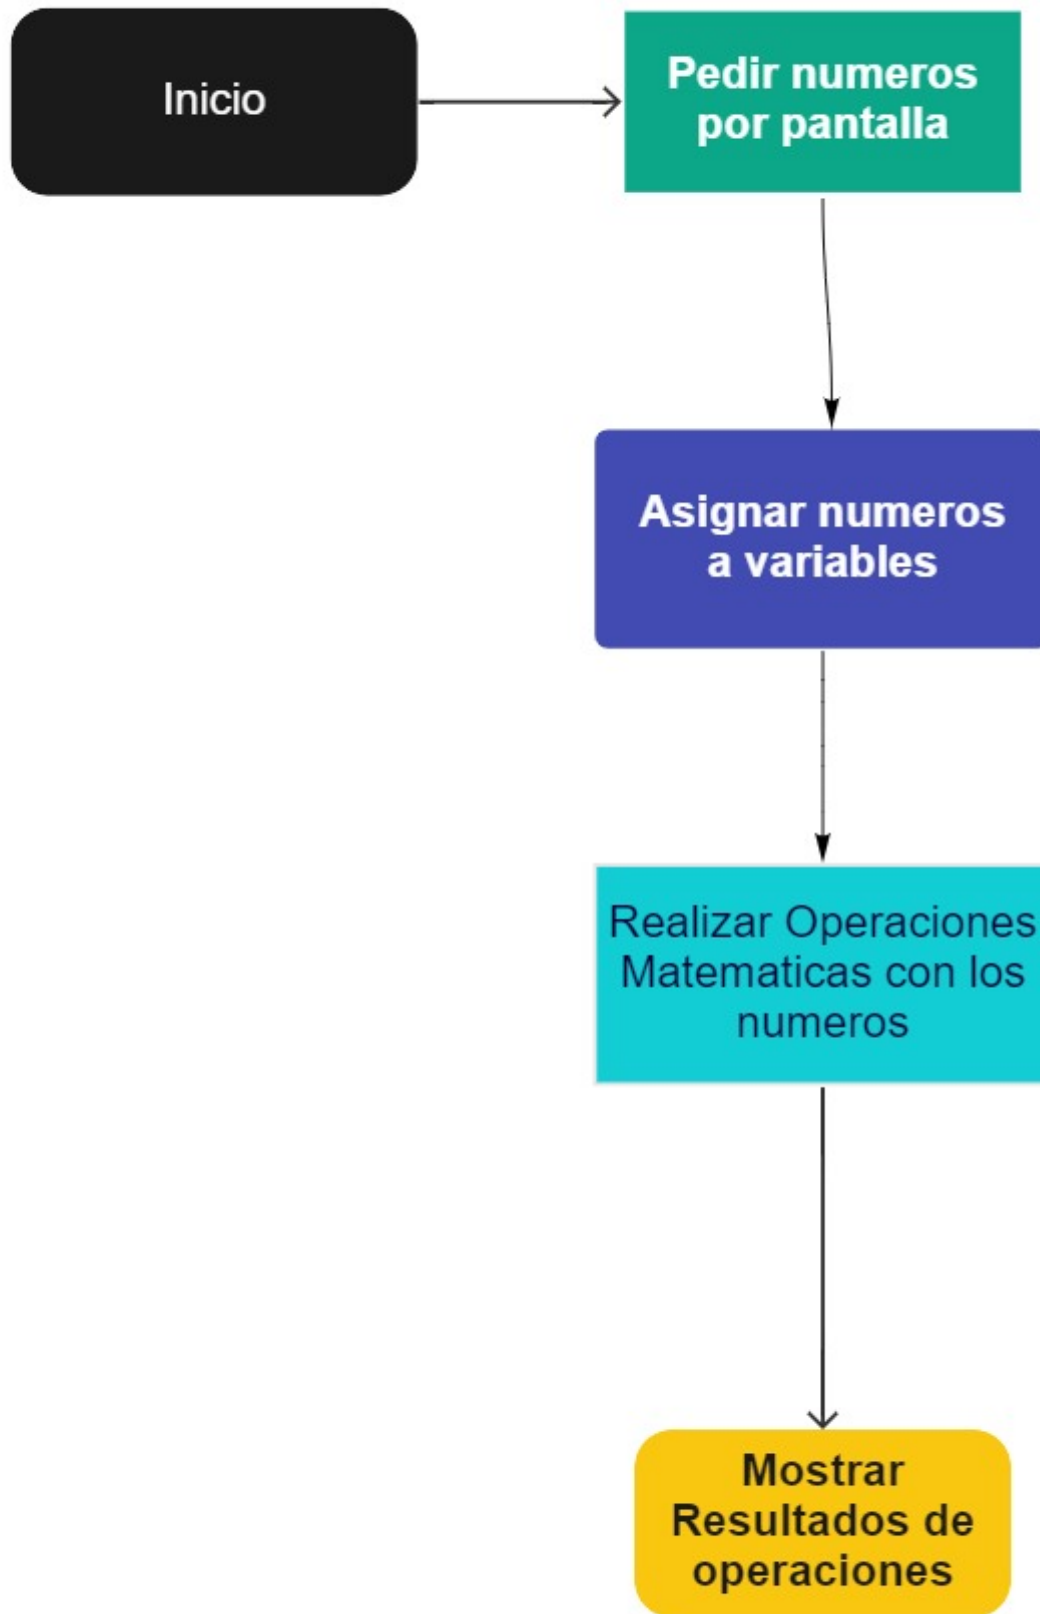 Inicio
Pedir numeros
por pantalla
Asignar numeros
a variables
Realizar Operaciones
Matematicas con los
numeros
Mostrar
Resultados de
operaciones